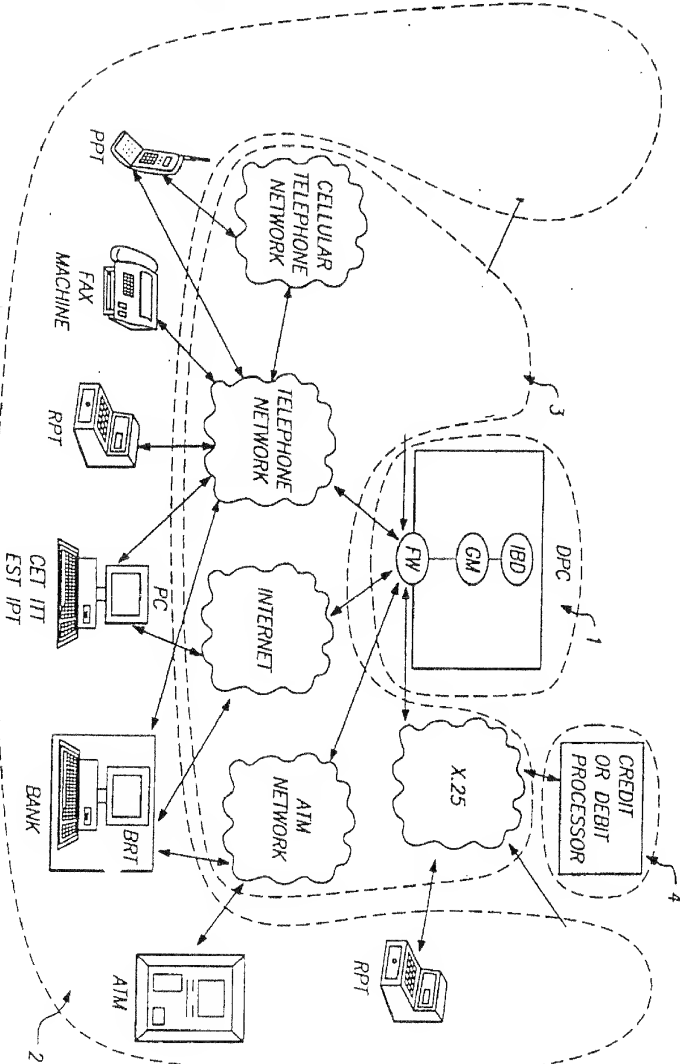 DPC
IBD
GM
FW
1
3
CREDIT
OR DEBIT
PROCESSOR
4
X.25
CELLULAR
TELEPHONE
NETWORK
TELEPHONE
NETWORK
INTERNET
ATM
NETWORK
RPT
PPT
FAX
MACHINE
RPT
PC
CET ITT
EST IPT
BRT
BANK
ATM
2